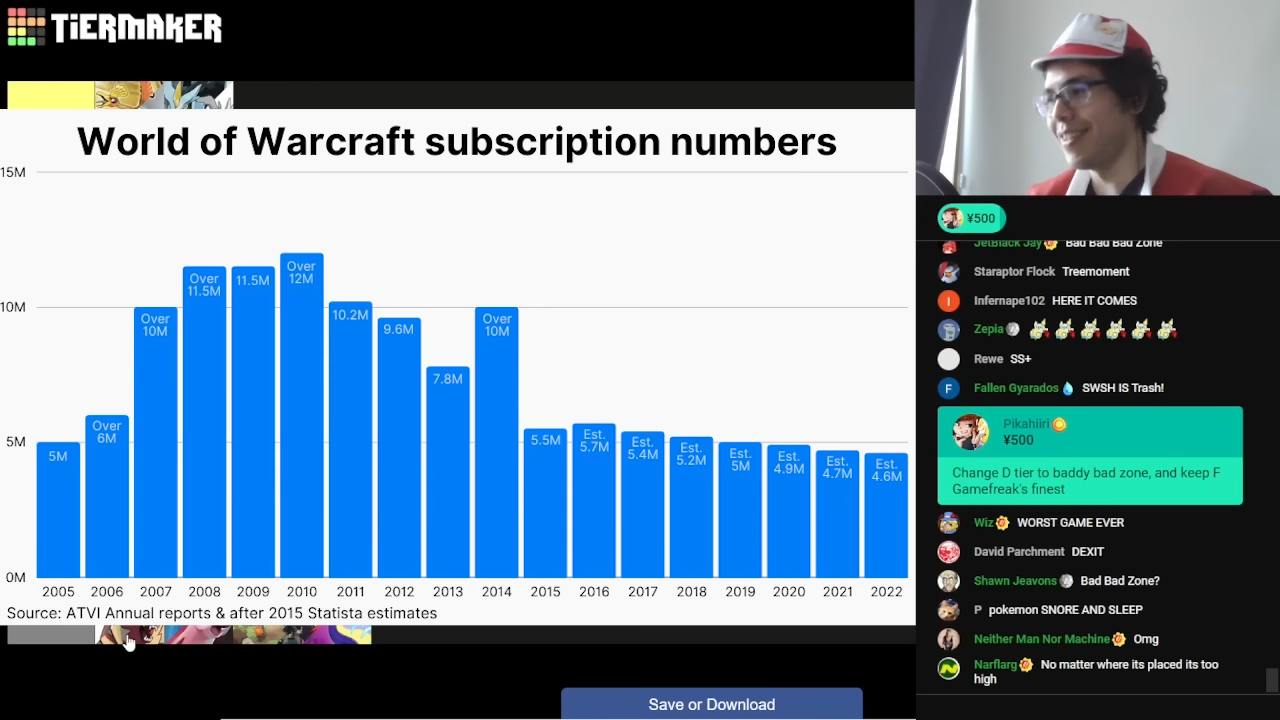 TiERMAKER
World of Warcraft subscription numbers
15M
10M
5M
0M
5M
Over
6M
Over
10M
Over
11.5M
11.5M
Over
12M
10.2M
9.6M
7.8M
Over
10M
5.5M
Est.
5.7M
Est.
5.4M
Est.
5.2M
Est.
5M
Est.
4.9M
Est.
4.7M
Est.
4.6M
2005 2006 2007 2008 2009 2010 2011 2012 2013 2014 2015 2016 2017 2018 2019 2020 2021 2022
Source: ATVI Annual reports & after 2015 Statista estimates
Save or Download
¥500
JetBlack Jay Bad Bad Bad Zone
Staraptor Flock Treemoment
I Infernape102 HERE IT COMES
Zepia
Rewe SS+
F Fallen Gyarados SWSH IS Trash!
Pikahiiri
¥500
Change D tier to baddy bad zone, and keep F
Gamefreak's finest
Wiz WORST GAME EVER
David Parchment DEXIT
Shawn Jeavons Bad Bad Zone?
P pokemon SNORE AND SLEEP
Neither Man Nor Machine Omg
Narflarg No matter where its placed its too
high